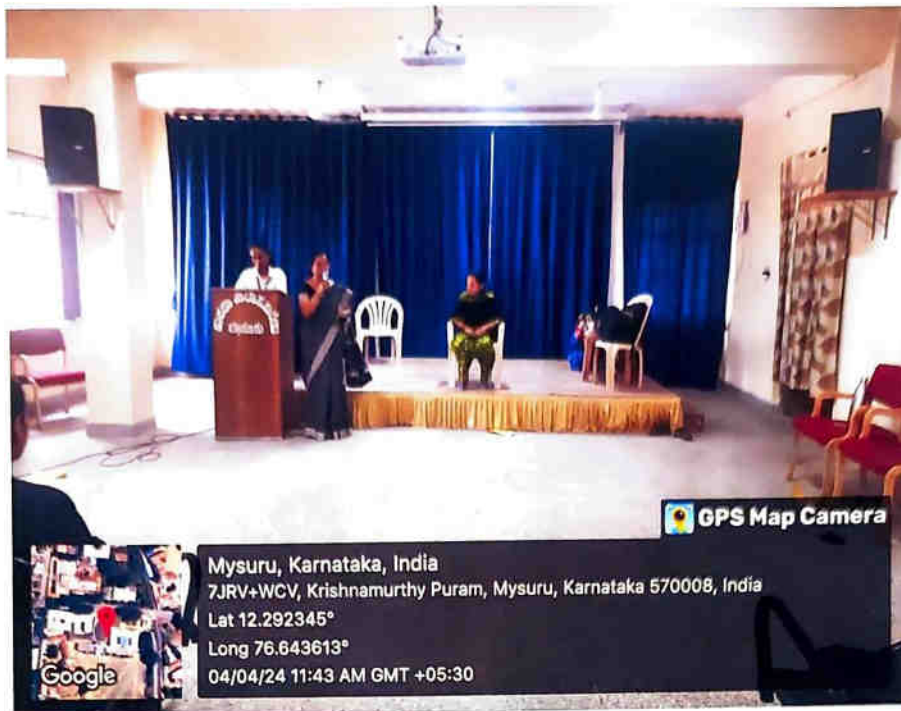 ಮೈಸೂರು
GPS Map Camera
Mysuru, Karnataka, India
7JRV+WCV, Krishnamurthy Puram, Mysuru, Karnataka 570008, India
Lat 12.292345°
Long 76.643613°
04/04/24 11:43 AM GMT +05:30
Google